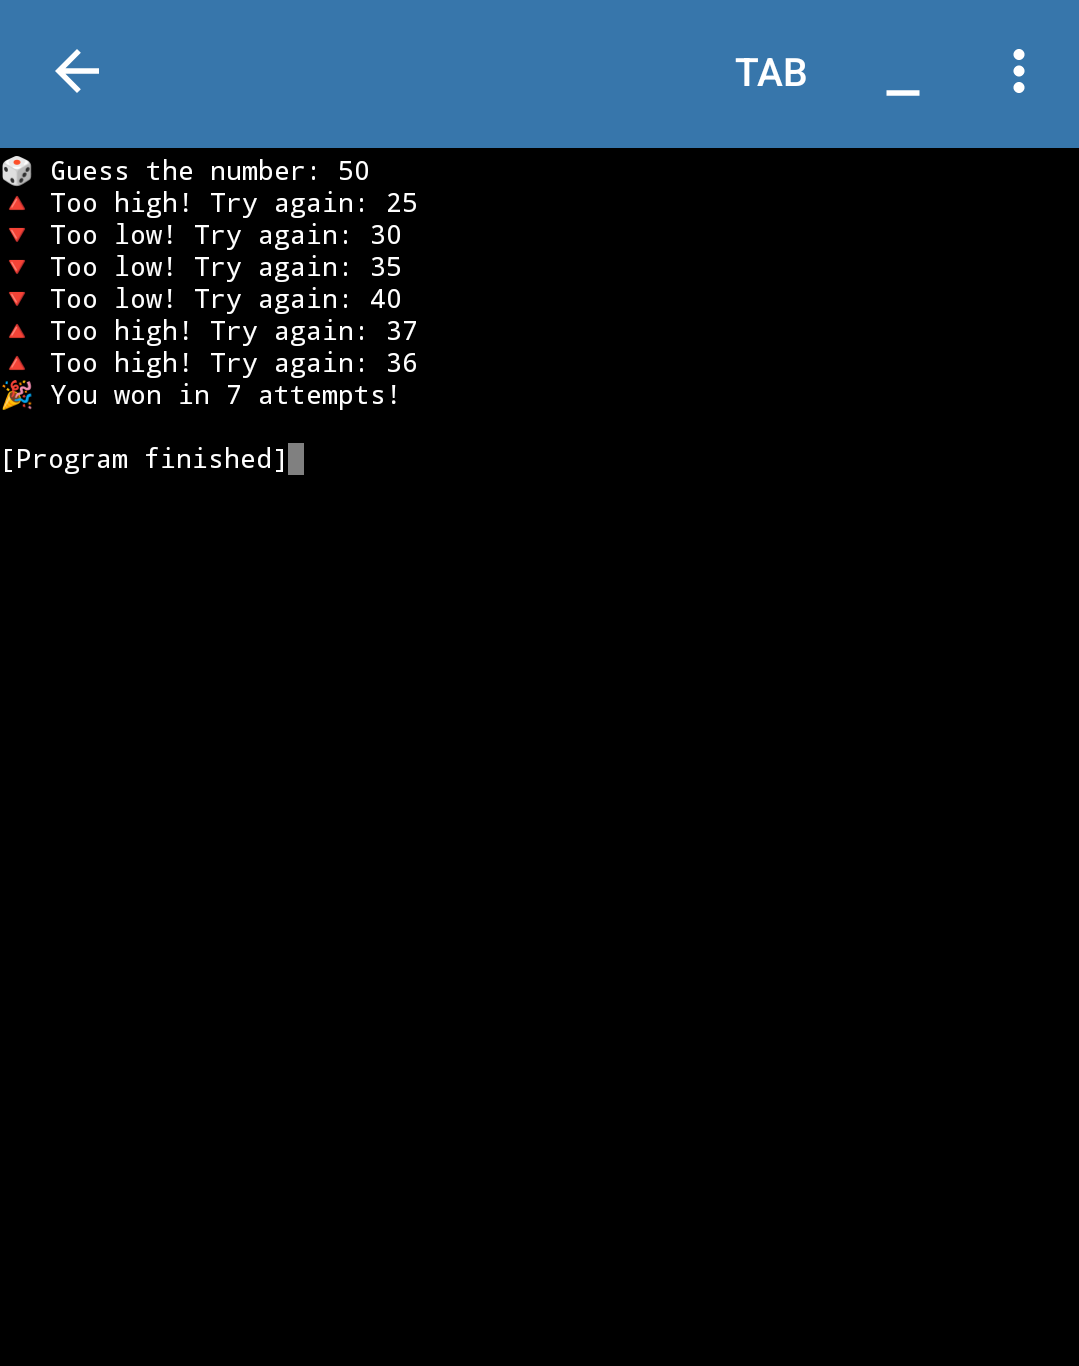 TAB _
🎲 Guess the number: 50
🔺 Too high! Try again: 25
🔻 Too low! Try again: 30
🔻 Too low! Try again: 35
🔻 Too low! Try again: 40
🔺 Too high! Try again: 37
🔺 Too high! Try again: 36
🎉 You won in 7 attempts!
[Program finished]